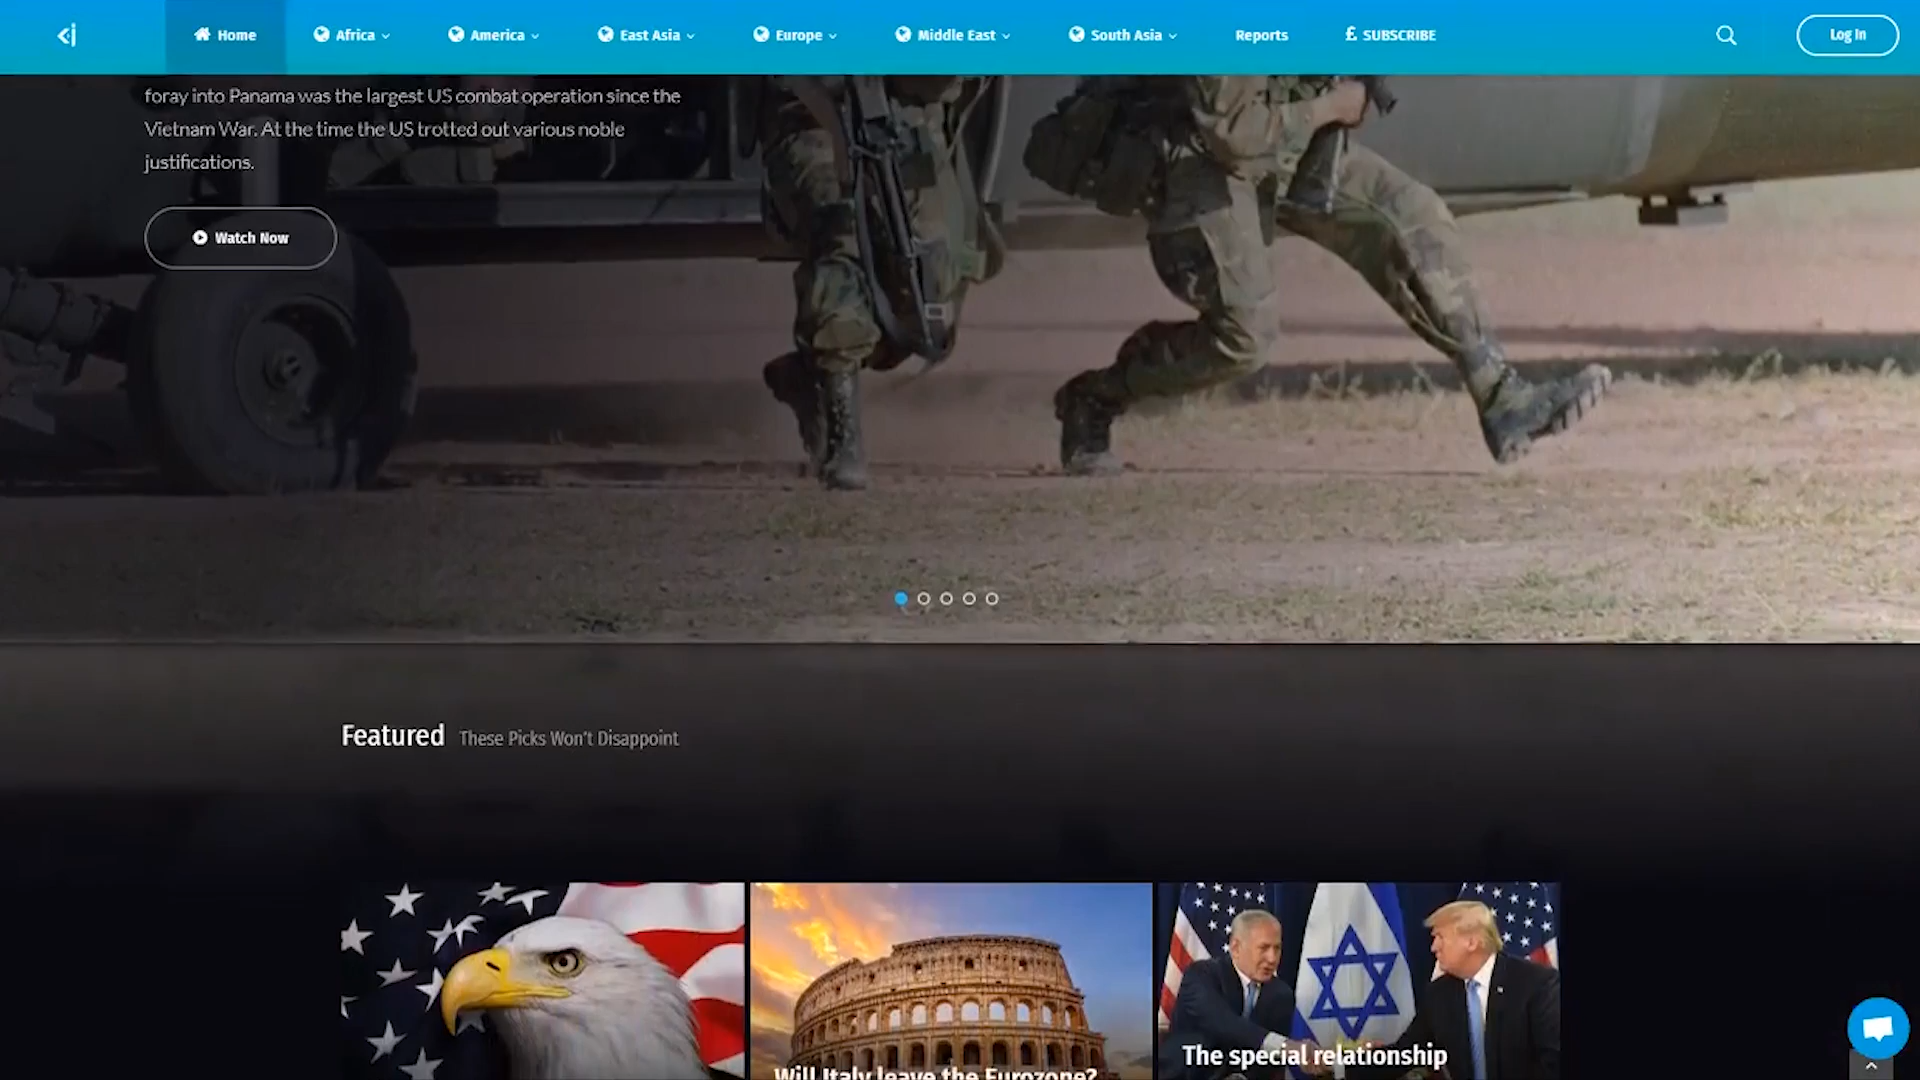 Home
Africa
America
East Asia
Europe
Middle East
South Asia
Reports
£ SUBSCRIBE
Log In
foray into Panama was the largest US combat operation since the
Vietnam War. At the time the US trotted out various noble
justifications.
Watch Now
Featured These Picks Won't Disappoint
The special relationship
Will Italy leave the Eurozone?